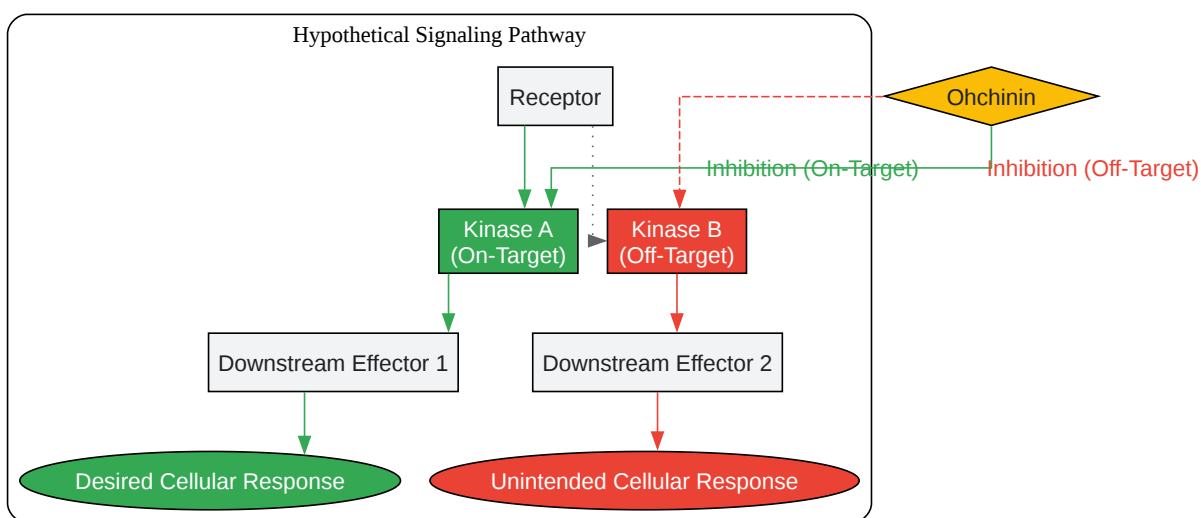 Hypothetical Signaling Pathway
Receptor
Ohchinin
Inhibition (On-Target)
Inhibition (Off-Target)
Kinase A
(On-Target)
Kinase B
(Off-Target)
Downstream Effector 1
Downstream Effector 2
Desired Cellular Response
Unintended Cellular Response